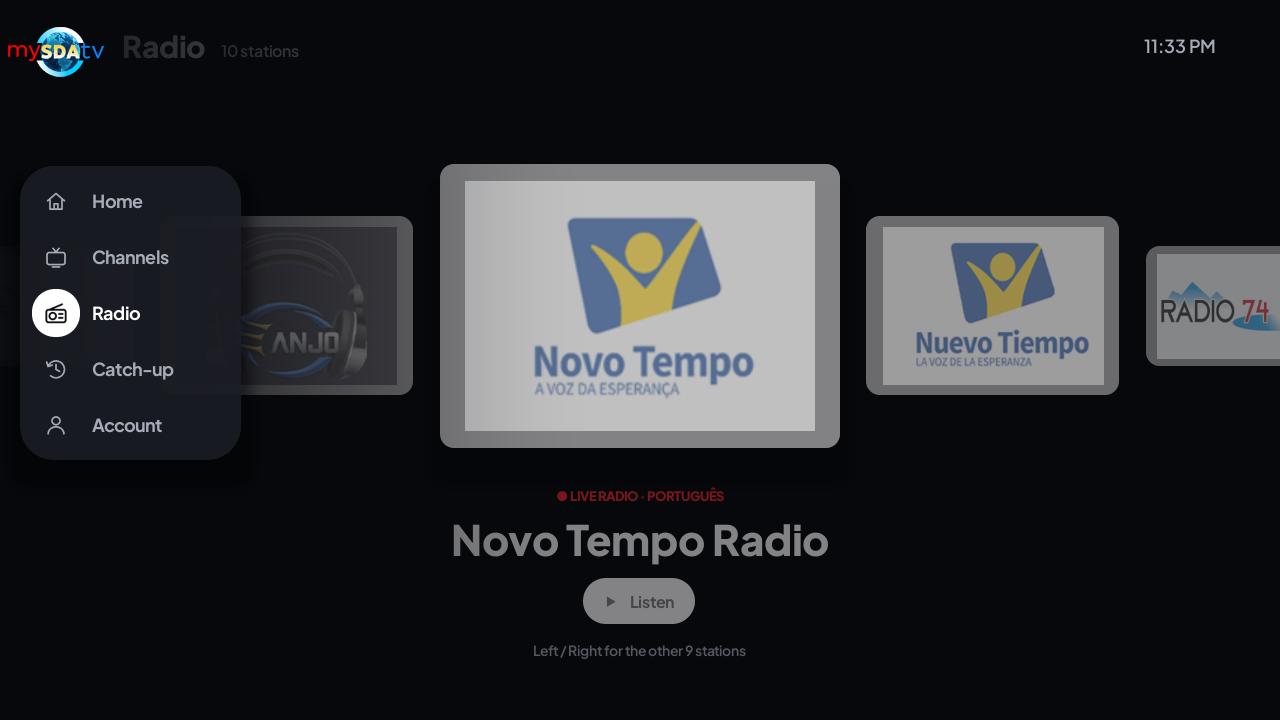 mySDAtv
Radio
10 stations
11:33 PM
Home
Channels
Radio
Catch-up
Account
ANJO
Novo Tempo
A VOZ DA ESPERANÇA
Nuevo Tiempo
LA VOZ DE LA ESPERANZA
RADIO 74
LIVE RADIO · PORTUGUÊS
Novo Tempo Radio
Listen
Left / Right for the other 9 stations